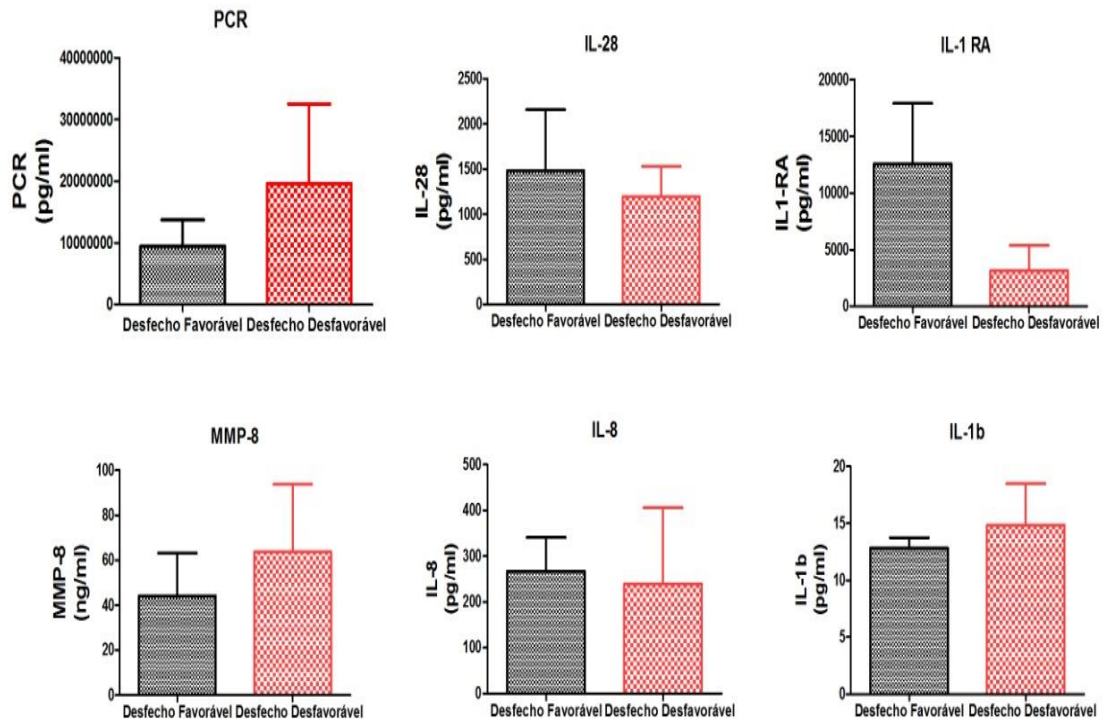 PCR
PCR
(pg/ml)
40000000
30000000
20000000
10000000
0
Desfecho Favorável Desfecho Desfavorável
IL-28
IL-28
(pg/ml)
2500
2000
1500
1000
500
0
Desfecho Favorável Desfecho Desfavorável
IL-1 RA
IL1-RA
(pg/ml)
20000
15000
10000
5000
0
Desfecho Favorável Desfecho Desfavorável
MMP-8
MMP-8
(ng/ml)
100
80
60
40
20
0
Desfecho Favorável Desfecho Desfavorável
IL-8
IL-8
(pg/ml)
500
400
300
200
100
0
Desfecho Favorável Desfecho Desfavorável
IL-1b
IL-1b
(pg/ml)
20
15
10
5
0
Desfecho Favorável Desfecho Desfavorável